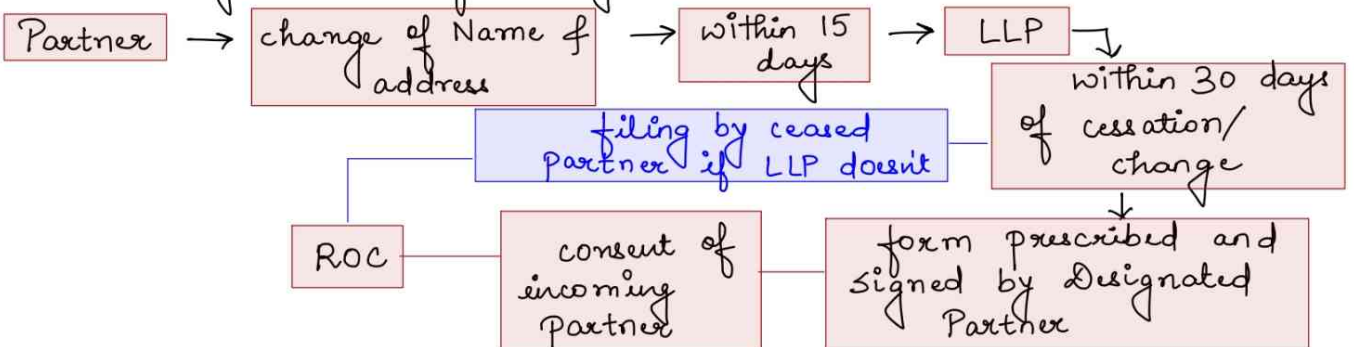 Partner → change of Name & → within 15 → LLP
address
days
within 30 days
of cessation/
change
filing by ceased
partner if LLP doesn't
form prescribed and
signed by Designated
Partner
consent of
incoming
partner
ROC